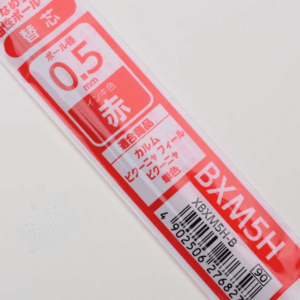 替芯
ボール径
0.5
mm
インキ色
赤
適合商品
カルム
ビクーニャ フィール
ビクーニャ
単色
BXM5H
XBXM5H-B
4902506 27682
90